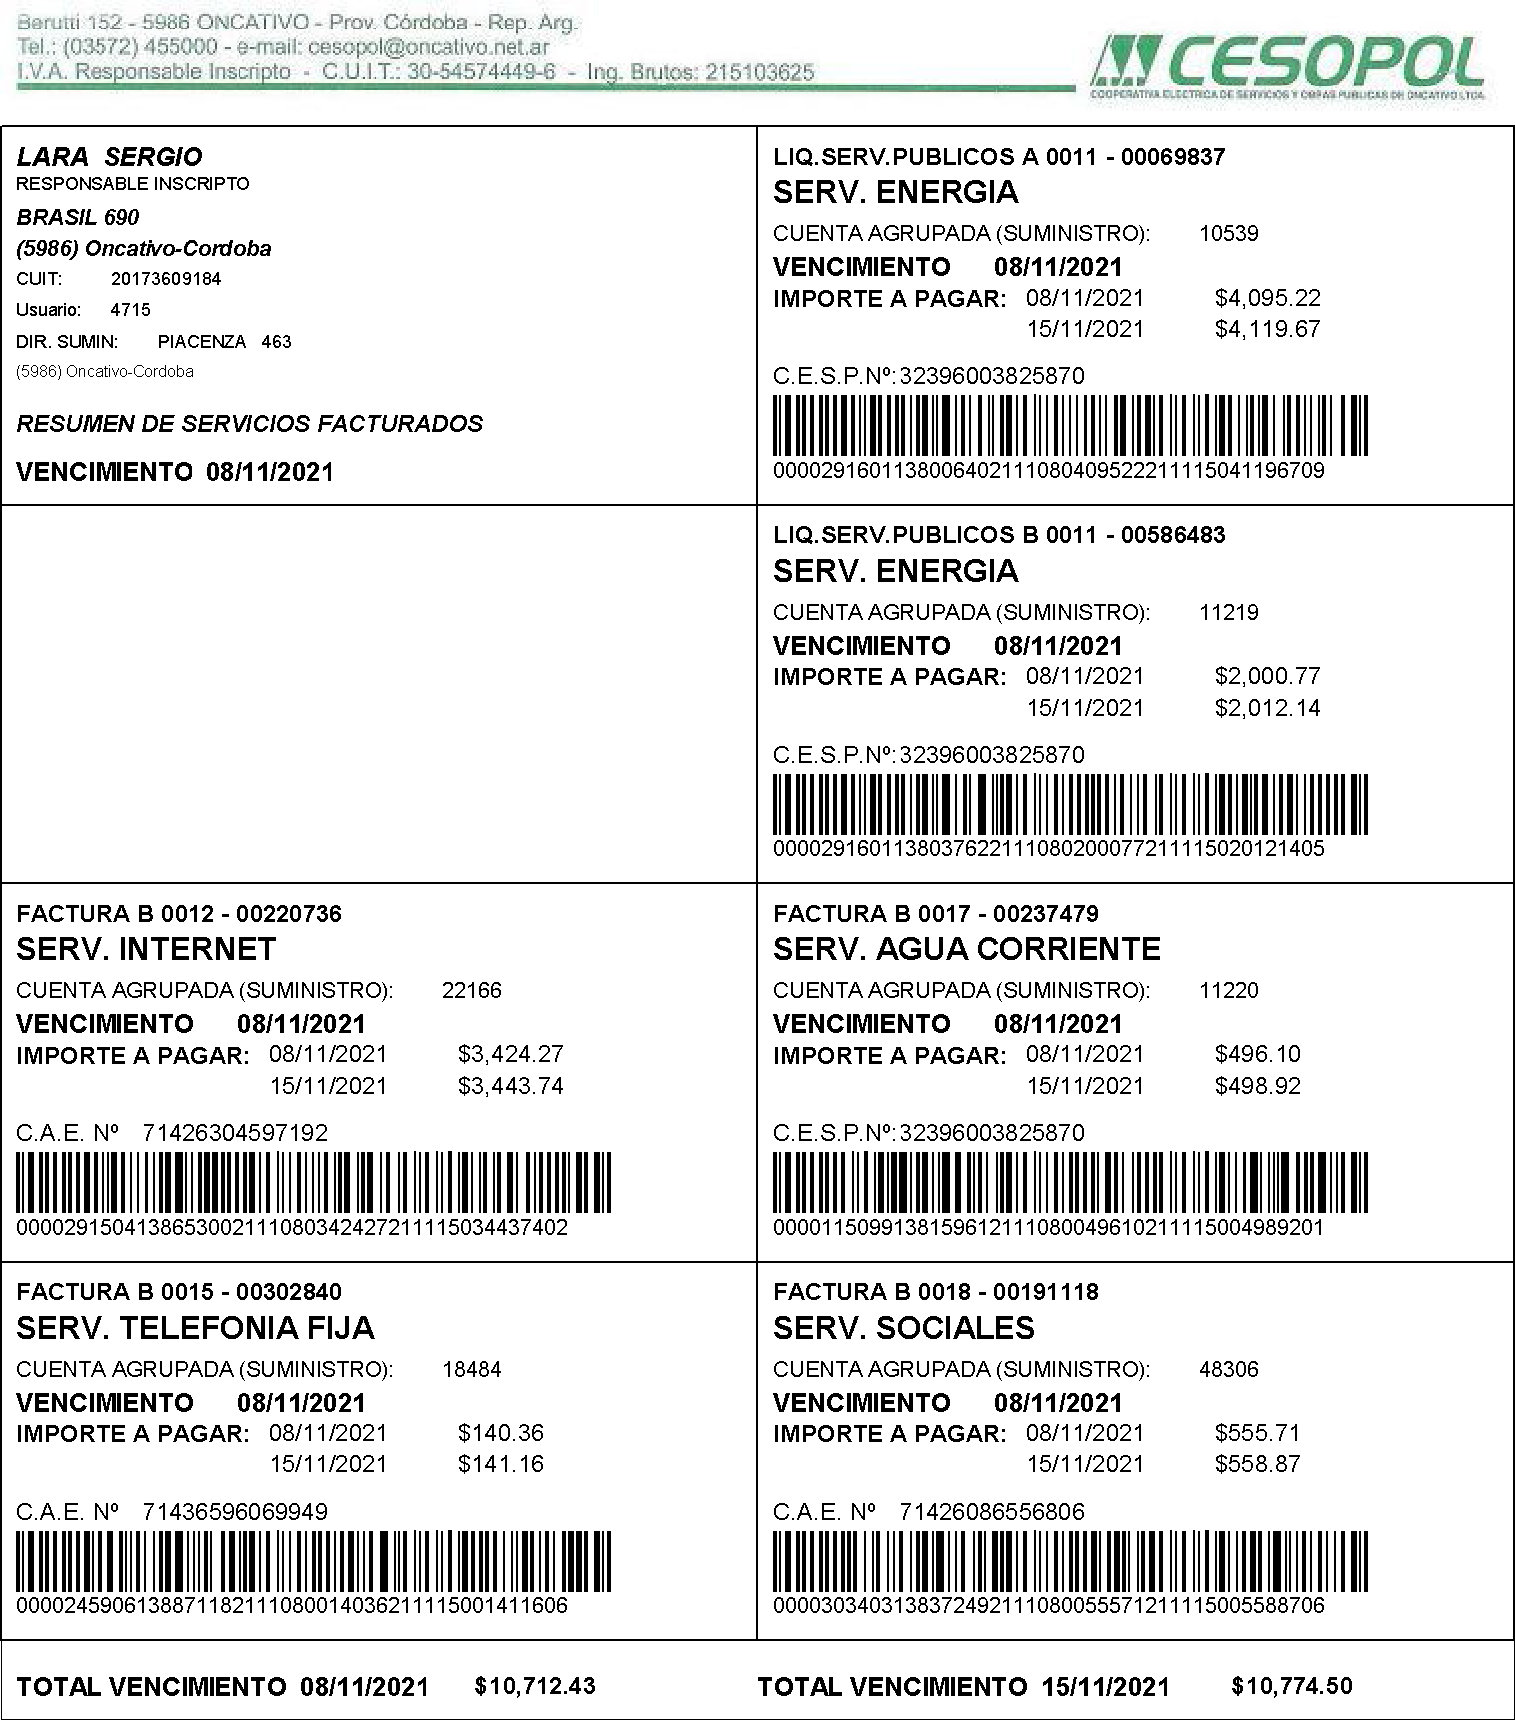 Berutti 152 - 5986 ONCATIVO - Prov. Córdoba - Rep. Arg.
Tel.: (03572) 455000 - e-mail: cesopol@oncativo.net.ar
I.V.A. Responsable Inscripto - C.U.I.T.: 30-54574449-6 - Ing. Brutos: 215103625
CESOPOL
COOPERATIVA ELECTRICA DE SERVICIOS Y OBRAS PUBLICAS DE ONCATIVO LTDA.
LARA SERGIO
RESPONSABLE INSCRIPTO
BRASIL 690
(5986) Oncativo-Cordoba
CUIT: 20173609184
Usuario: 4715
DIR. SUMIN: PIACENZA 463
(5986) Oncativo-Cordoba
RESUMEN DE SERVICIOS FACTURADOS
VENCIMIENTO 08/11/2021
LIQ.SERV.PUBLICOS A 0011 - 00069837
SERV. ENERGIA
CUENTA AGRUPADA (SUMINISTRO): 10539
VENCIMIENTO 08/11/2021
IMPORTE A PAGAR: 08/11/2021 $4,095.22
15/11/2021 $4,119.67
C.E.S.P.Nº: 32396003825870
0000291601138006402111080409522211115041196709
LIQ.SERV.PUBLICOS B 0011 - 00586483
SERV. ENERGIA
CUENTA AGRUPADA (SUMINISTRO): 11219
VENCIMIENTO 08/11/2021
IMPORTE A PAGAR: 08/11/2021 $2,000.77
15/11/2021 $2,012.14
C.E.S.P.Nº: 32396003825870
00002916011380376221110802000772111115020121405
FACTURA B 0012 - 00220736
SERV. INTERNET
CUENTA AGRUPADA (SUMINISTRO): 22166
VENCIMIENTO 08/11/2021
IMPORTE A PAGAR: 08/11/2021 $3,424.27
15/11/2021 $3,443.74
C.A.E. Nº 71426304597192
0000291504138653002111080342427211115034437402
FACTURA B 0017 - 00237479
SERV. AGUA CORRIENTE
CUENTA AGRUPADA (SUMINISTRO): 11220
VENCIMIENTO 08/11/2021
IMPORTE A PAGAR: 08/11/2021 $496.10
15/11/2021 $498.92
C.E.S.P.Nº: 32396003825870
0000115099138159612111080049610211115004989201
FACTURA B 0015 - 00302840
SERV. TELEFONIA FIJA
CUENTA AGRUPADA (SUMINISTRO): 18484
VENCIMIENTO 08/11/2021
IMPORTE A PAGAR: 08/11/2021 $140.36
15/11/2021 $141.16
C.A.E. Nº 71436596069949
0000245906138871182111080014036211115001411606
FACTURA B 0018 - 00191118
SERV. SOCIALES
CUENTA AGRUPADA (SUMINISTRO): 48306
VENCIMIENTO 08/11/2021
IMPORTE A PAGAR: 08/11/2021 $555.71
15/11/2021 $558.87
C.A.E. Nº 71426086556806
0000303403138372492111080055571211115005588706
TOTAL VENCIMIENTO 08/11/2021 $10,712.43
TOTAL VENCIMIENTO 15/11/2021 $10,774.50